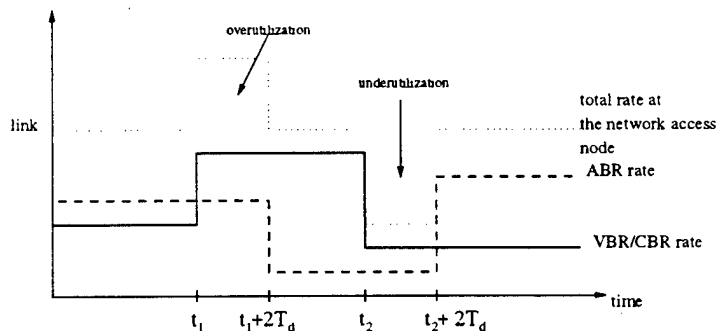 overutilization
underutilization
link
total rate at
the network access
node
ABR rate
VBR/CBR rate
time
t1
t1+2Td
t2
t2+ 2Td